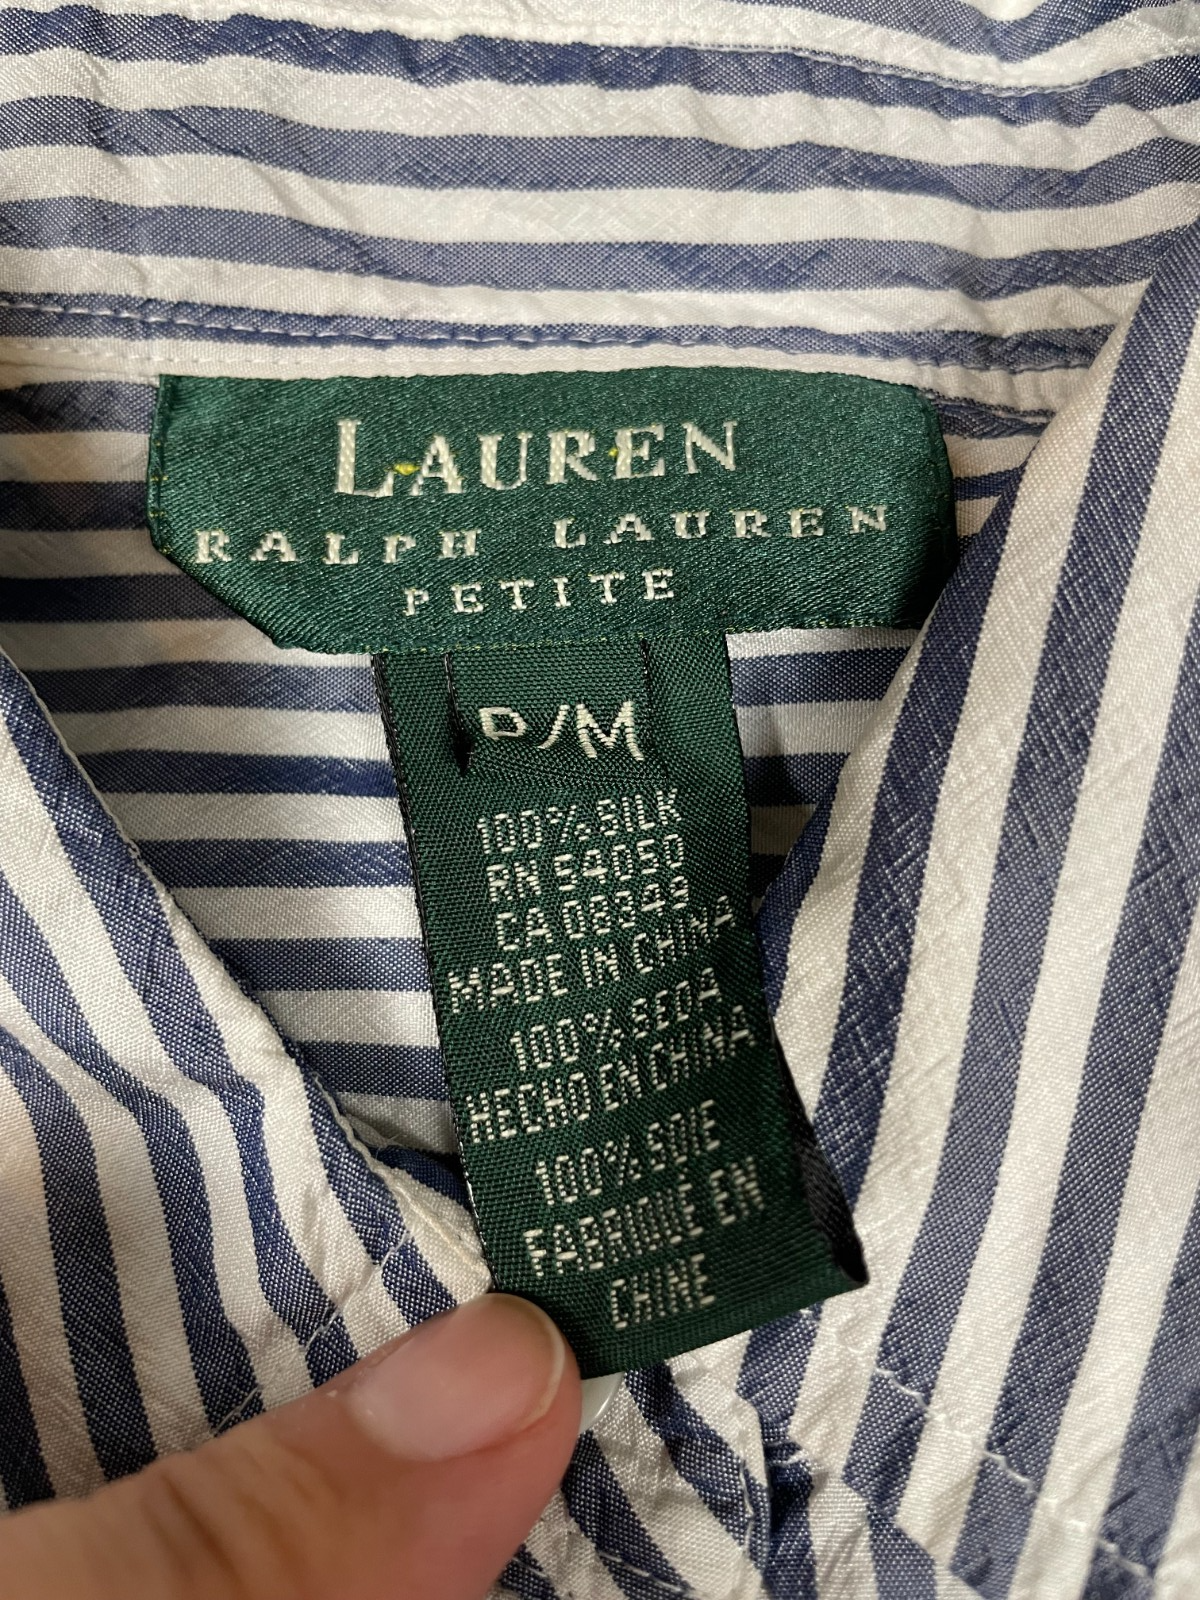 LAUREN
RALPH LAUREN
PETITE
P/M
100% SILK
RN 54050
CA 08949
MADE IN CHINA
100% SEDA
HECHO EN CHINA
100% SOIE
FABRIQUE EN
CHINE